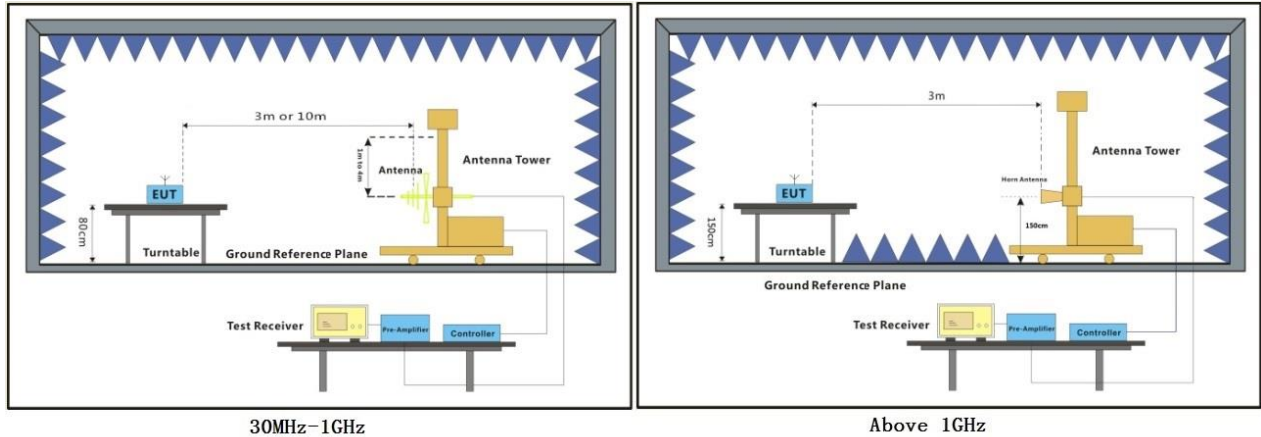 3m or 10m
1m to 4m
Antenna
Antenna Tower
EUT
80cm
Turntable
Ground Reference Plane
Test Receiver
Pre-Amplifier
Controller
30MHz-1GHz
3m
Antenna Tower
Horn Antenna
EUT
150cm
150cm
Turntable
Ground Reference Plane
Test Receiver
Pre-Amplifier
Controller
Above 1GHz